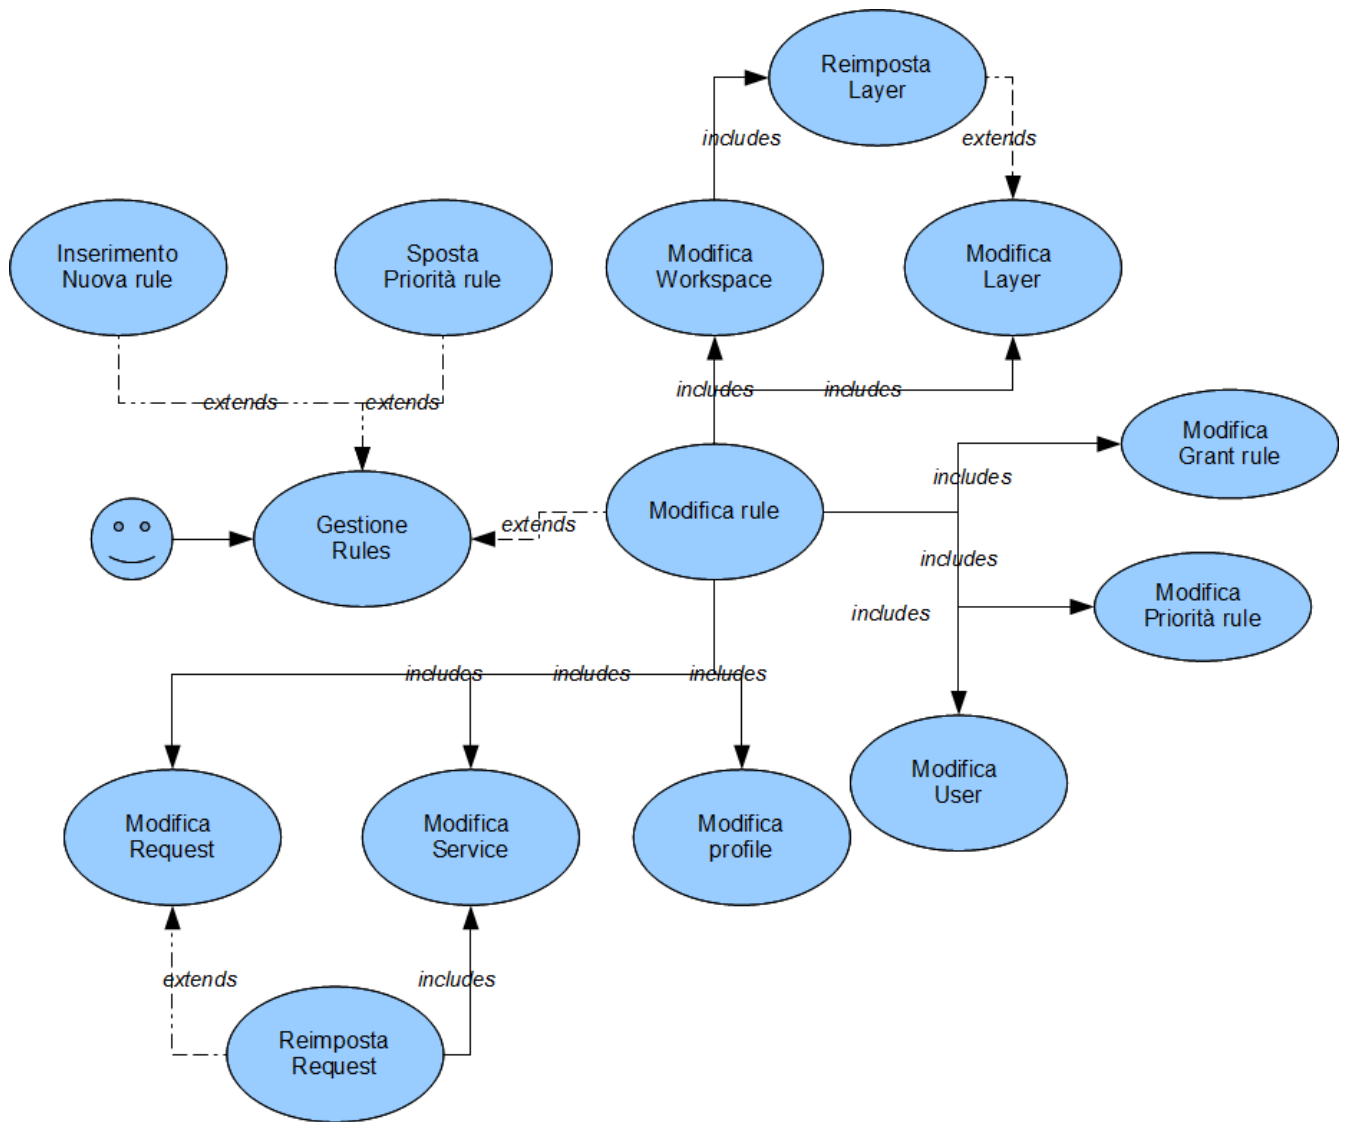 Reimposta
Layer
includes
extends
Inserimento
Nuova rule
Sposta
Priorità rule
Modifica
Workspace
Modifica
Layer
extends
extends
includes
includes
Modifica
Grant rule
Gestione
Rules
extends
Modifica rule
includes
includes
includes
Modifica
Priorità rule
includes
includes
includes
Modifica
Request
Modifica
Service
Modifica
profile
Modifica
User
extends
includes
Reimposta
Request